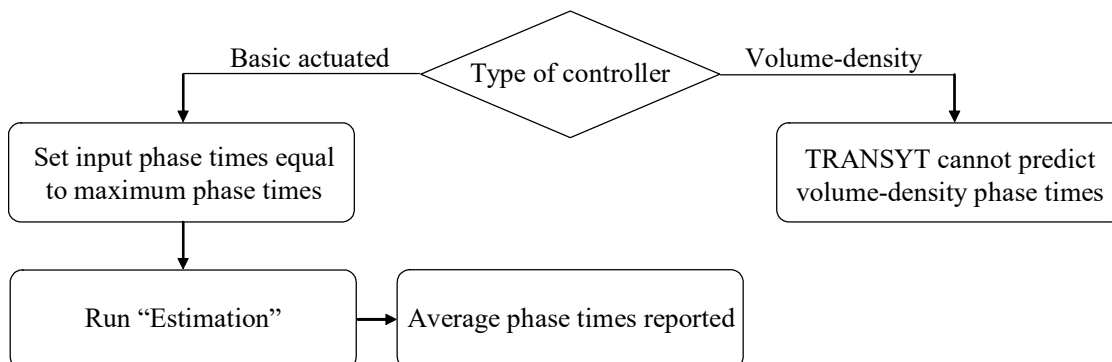 Basic actuated
Type of controller
Volume-density
Set input phase times equal
to maximum phase times
TRANSYT cannot predict
volume-density phase times
Run “Estimation”
Average phase times reported